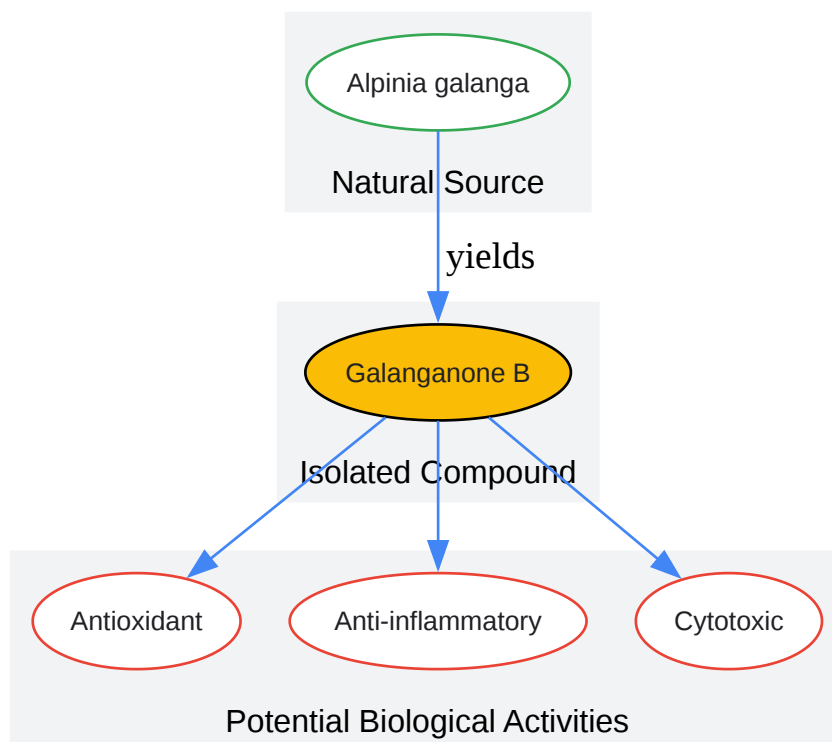 Alpinia galanga
Natural Source
yields
Galanganone B
Isolated Compound
Antioxidant
Anti-inflammatory
Cytotoxic
Potential Biological Activities